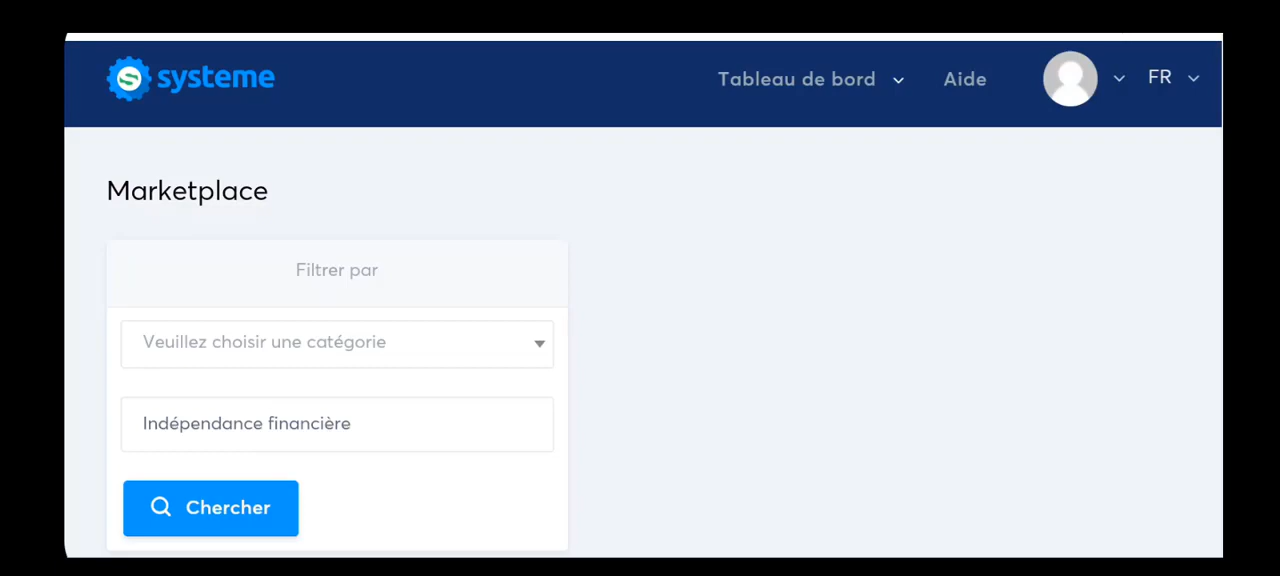 systeme
Tableau de bord
Aide
FR
Marketplace
Filtrer par
Veuillez choisir une catégorie
Indépendance financière
Chercher